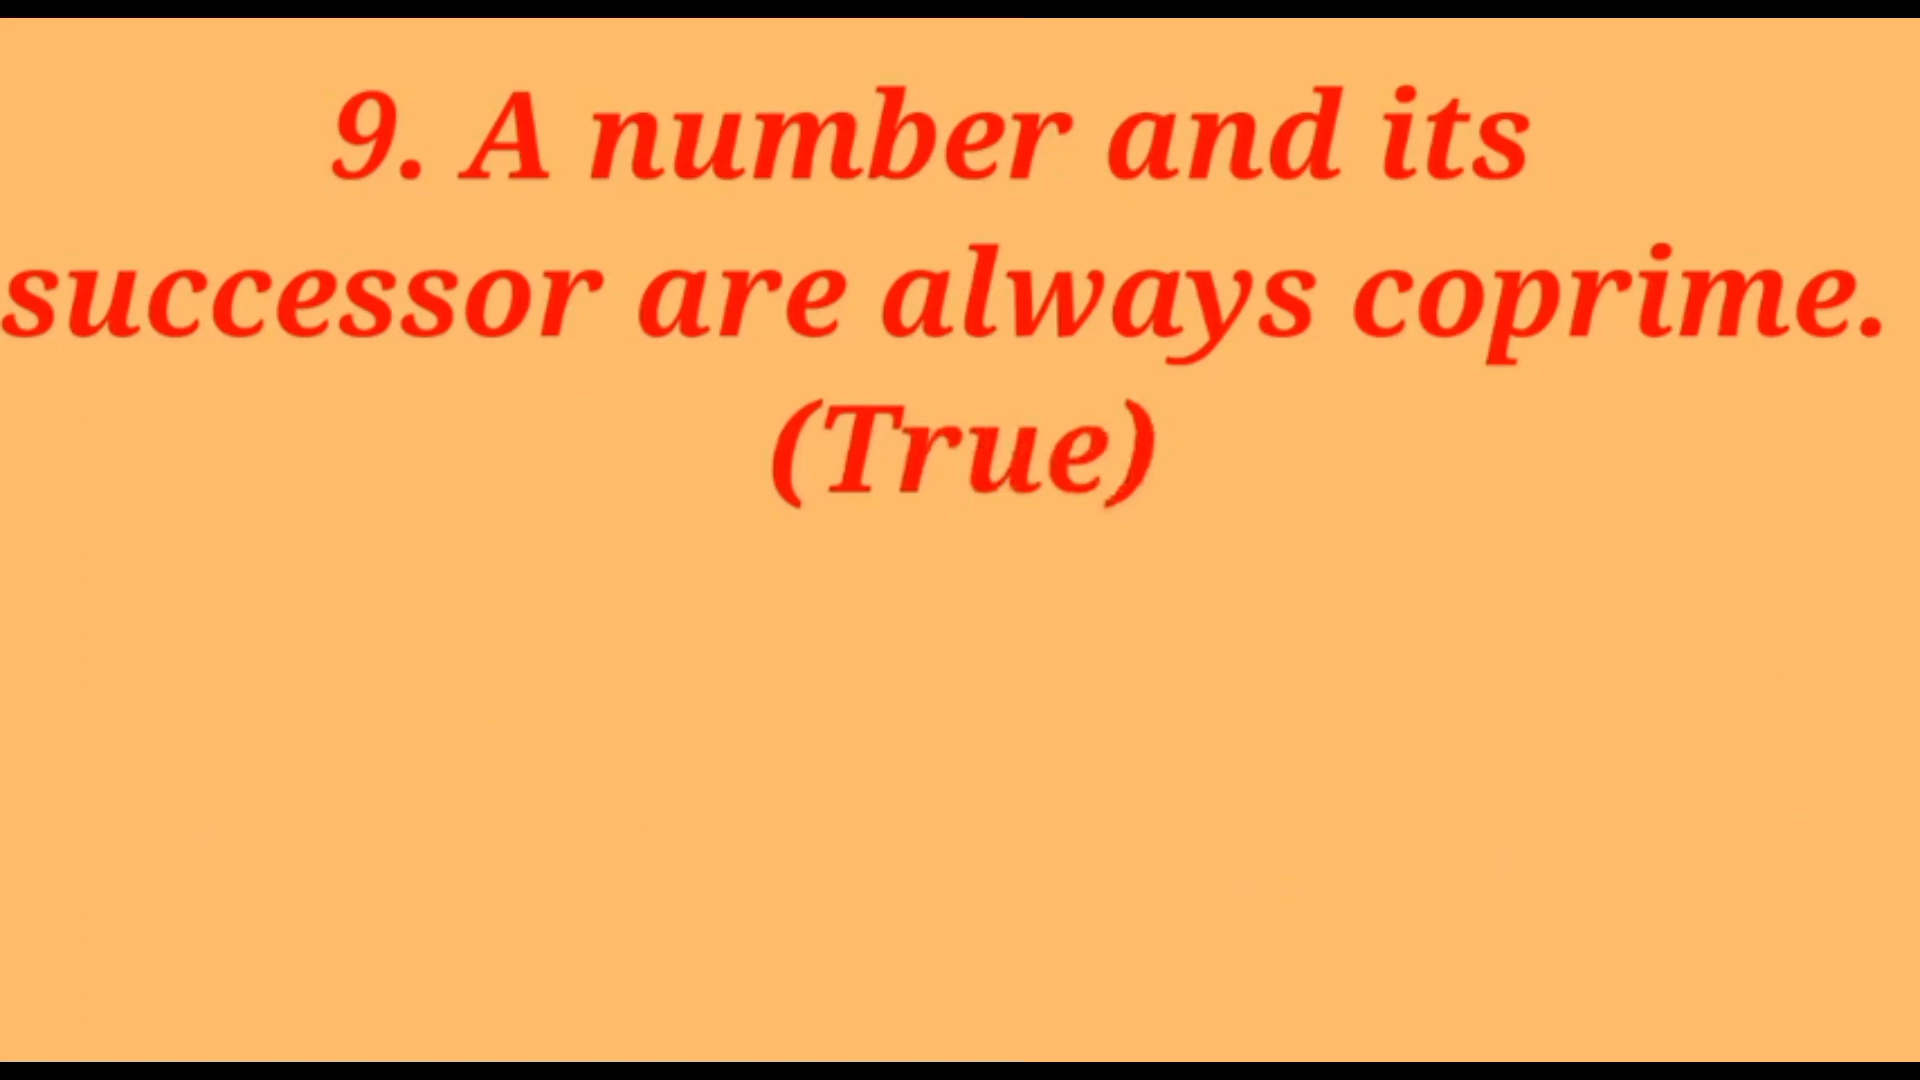 9. A number and its
successor are always coprime.
(True)